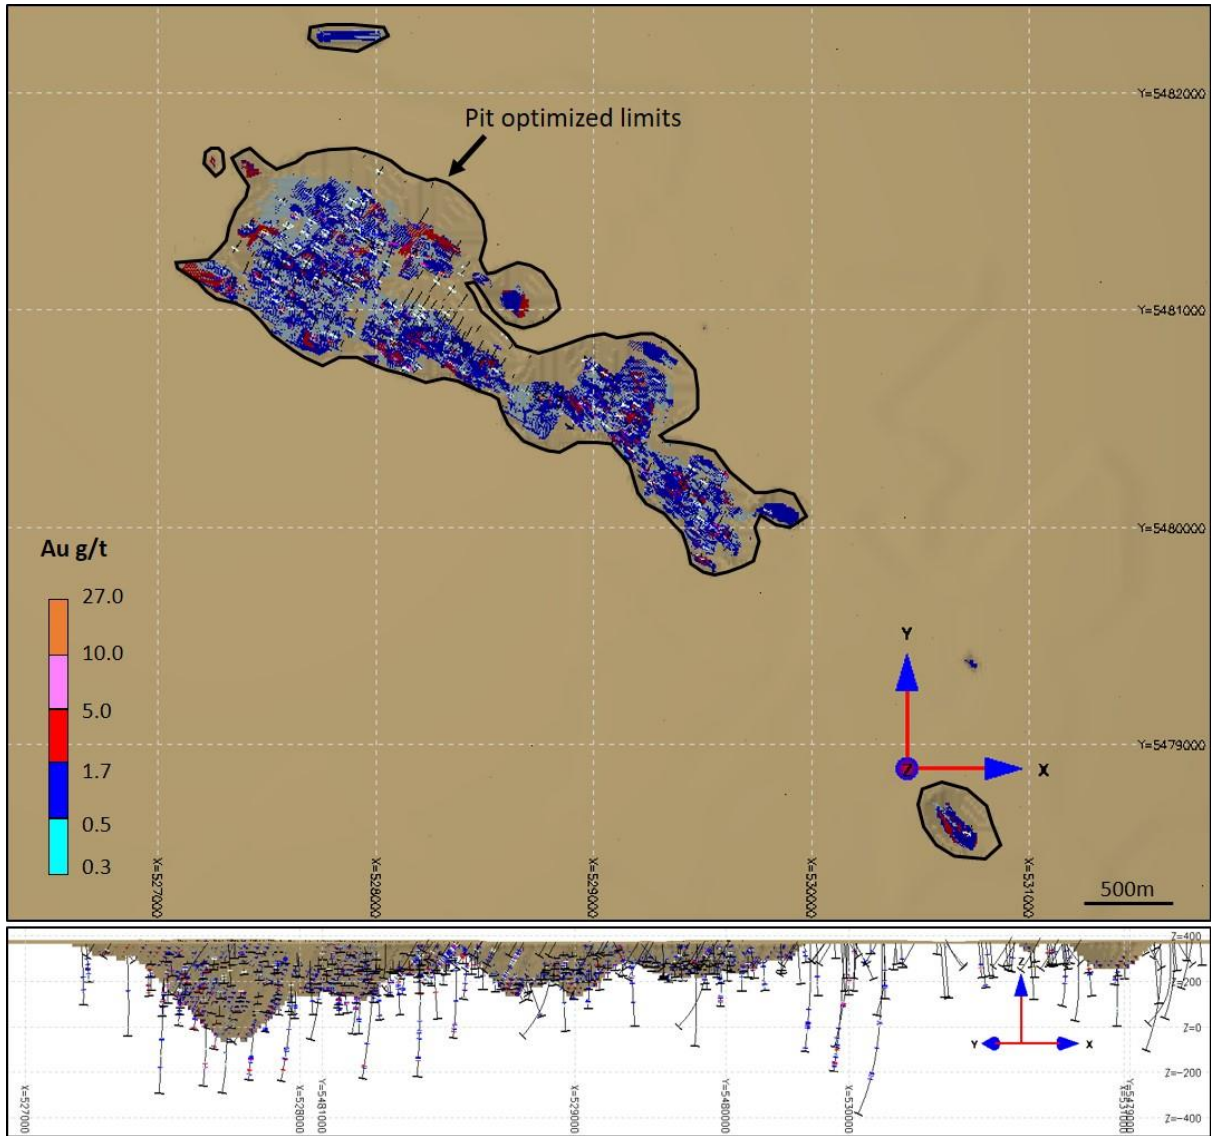 Y=5482000
Pit optimized limits
Y=5481000
Y=5480000
Au g/t
27.0
10.0
5.0
1.7
0.5
0.3
Y
Z
X
Y=5479000
X=527000
X=528000
X=529000
X=530000
X=531000
500m
Z=400
Z=200
Z=0
Z=-200
Z=-400
Z
Y
X
X=527000
X=528000
Y=5481000
X=529000
Y=5480000
X=530000